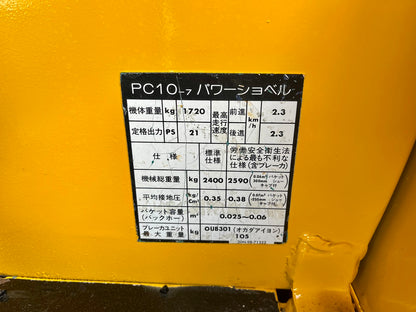 PC10-7 パワーショベル
機体重量 kg 1720 最高走行速度 km/h 前進 2.3
定格出力 PS 21 後進 2.3
仕様 標準仕様 労働安全衛生法による最も不利な仕様(含ブレーカ)
機械総重量 kg 2400 2590
平均接地圧 kg/cm² 0.35 0.38
バケット容量(バックホー) m³ 0.025~0.06
ブレーカユニット最大重量 kg OUB301 (オカダアイヨン) 105